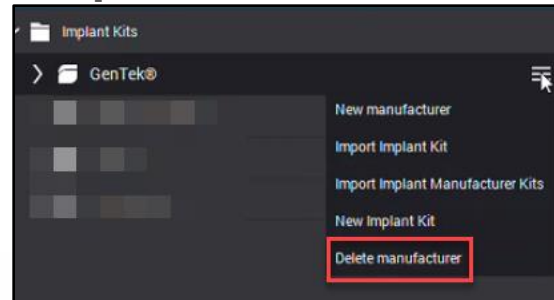 Implant Kits
GenTek®
New manufacturer
Import Implant Kit
Import Implant Manufacturer Kits
New Implant Kit
Delete manufacturer